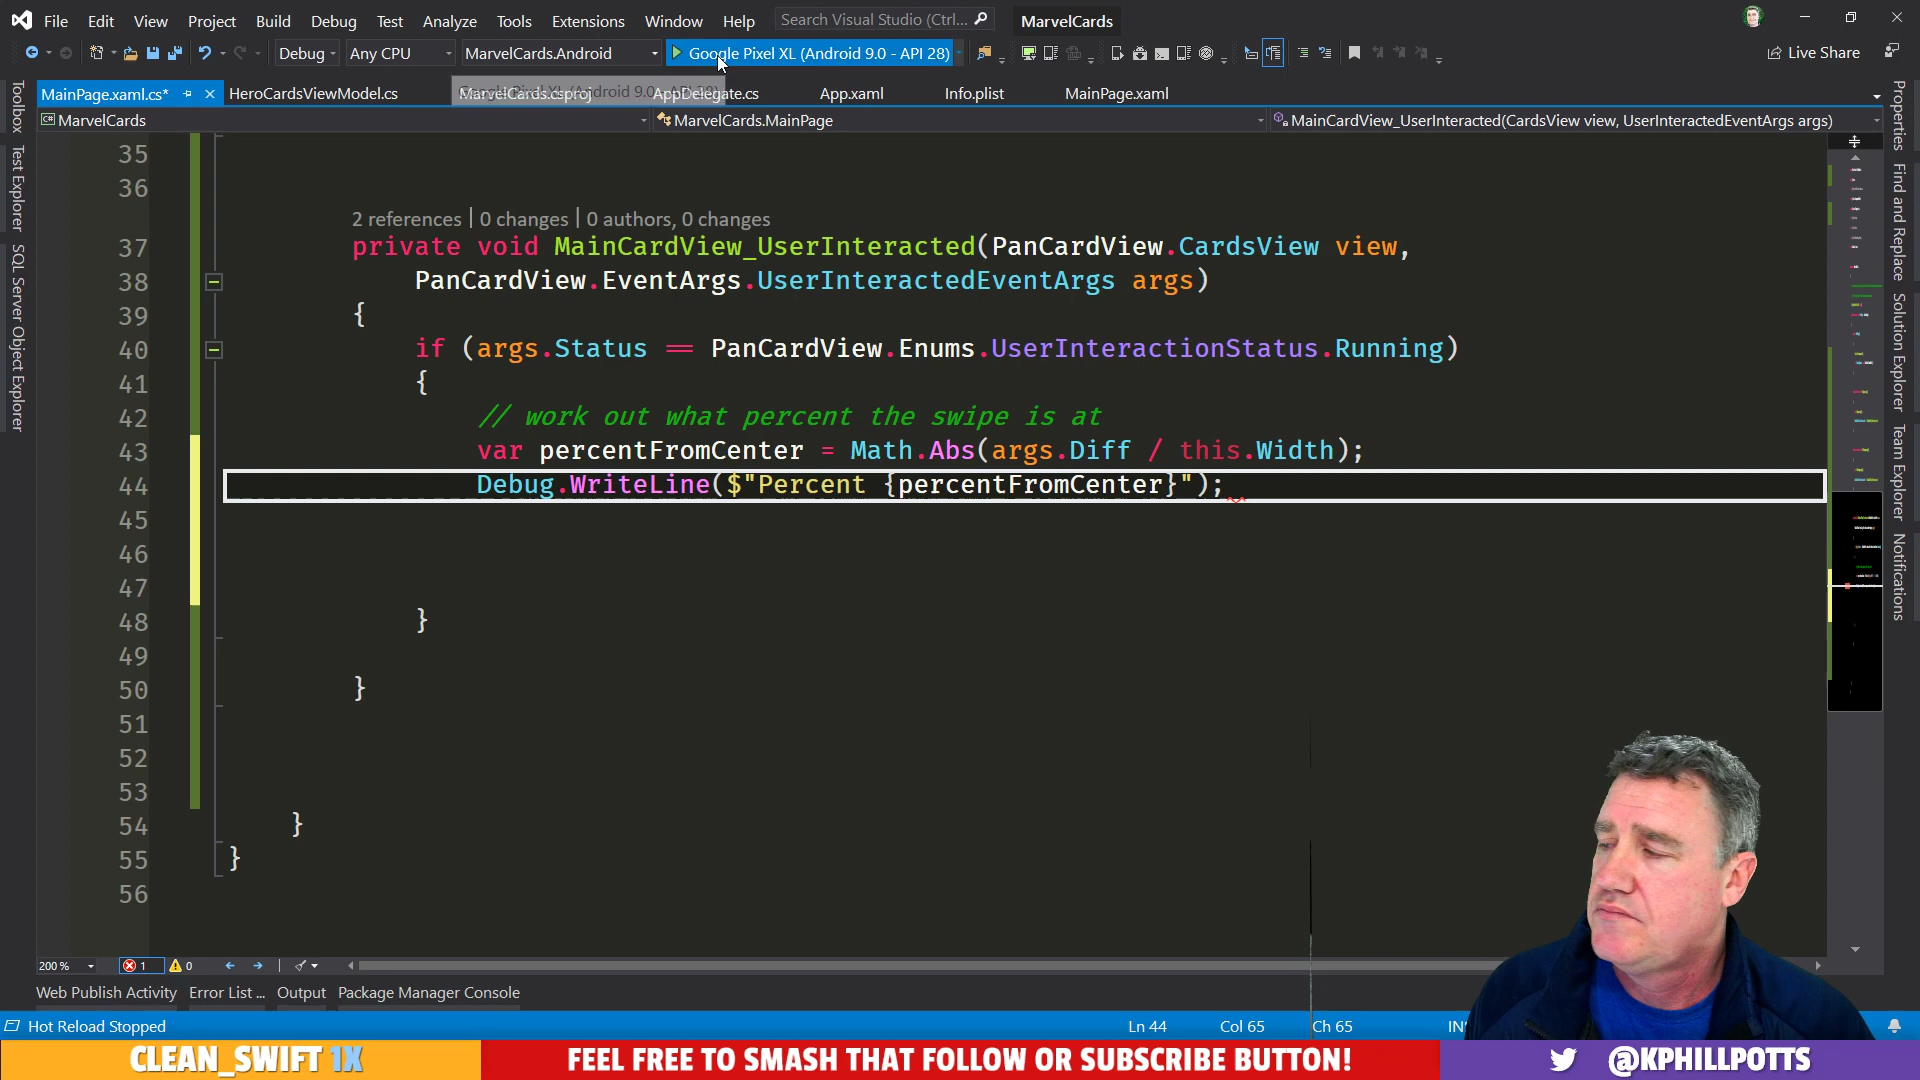 File Edit View Project Build Debug Test Analyze Tools Extensions Window Help Search Visual Studio (Ctrl... MarvelCards
Debug Any CPU MarvelCards.Android Google Pixel XL (Android 9.0 - API 28) Live Share
MainPage.xaml.cs* HeroCardsViewModel.cs MarvelCards.csproj AppDelegate.cs App.xaml Info.plist MainPage.xaml
MarvelCards MarvelCards.MainPage MainCardView_UserInteracted(CardsView view, UserInteractedEventArgs args)
Toolbox
Test Explorer
SQL Server Object Explorer
Properties
Find and Replace
Solution Explorer
Team Explorer
Notifications
35
36
2 references | 0 changes | 0 authors, 0 changes
37 private void MainCardView_UserInteracted(PanCardView.CardsView view,
38 PanCardView.EventArgs.UserInteractedEventArgs args)
39 {
40 if (args.Status == PanCardView.Enums.UserInteractionStatus.Running)
41 {
42 // work out what percent the swipe is at
43 var percentFromCenter = Math.Abs(args.Diff / this.Width);
44 Debug.WriteLine($"Percent {percentFromCenter}");
45
46
47
48 }
49
50 }
51
52
53
54 }
55 }
56
200 % 1 0
Web Publish Activity Error List ... Output Package Manager Console
Hot Reload Stopped Ln 44 Col 65 Ch 65
CLEAN_SWIFT 1X FEEL FREE TO SMASH THAT FOLLOW OR SUBSCRIBE BUTTON! @KPHILLPOTTS